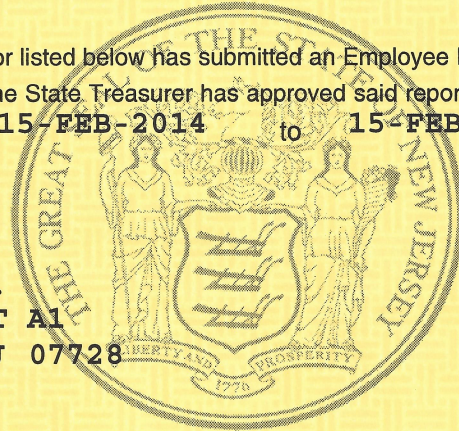 or listed below has submitted an Employee
he State Treasurer has approved said repor
15-FEB-2014 to 15-FEB
THE GREAT SEAL OF THE STATE OF NEW JERSEY
A1
07728
LIBERTY AND PROSPERITY
1776